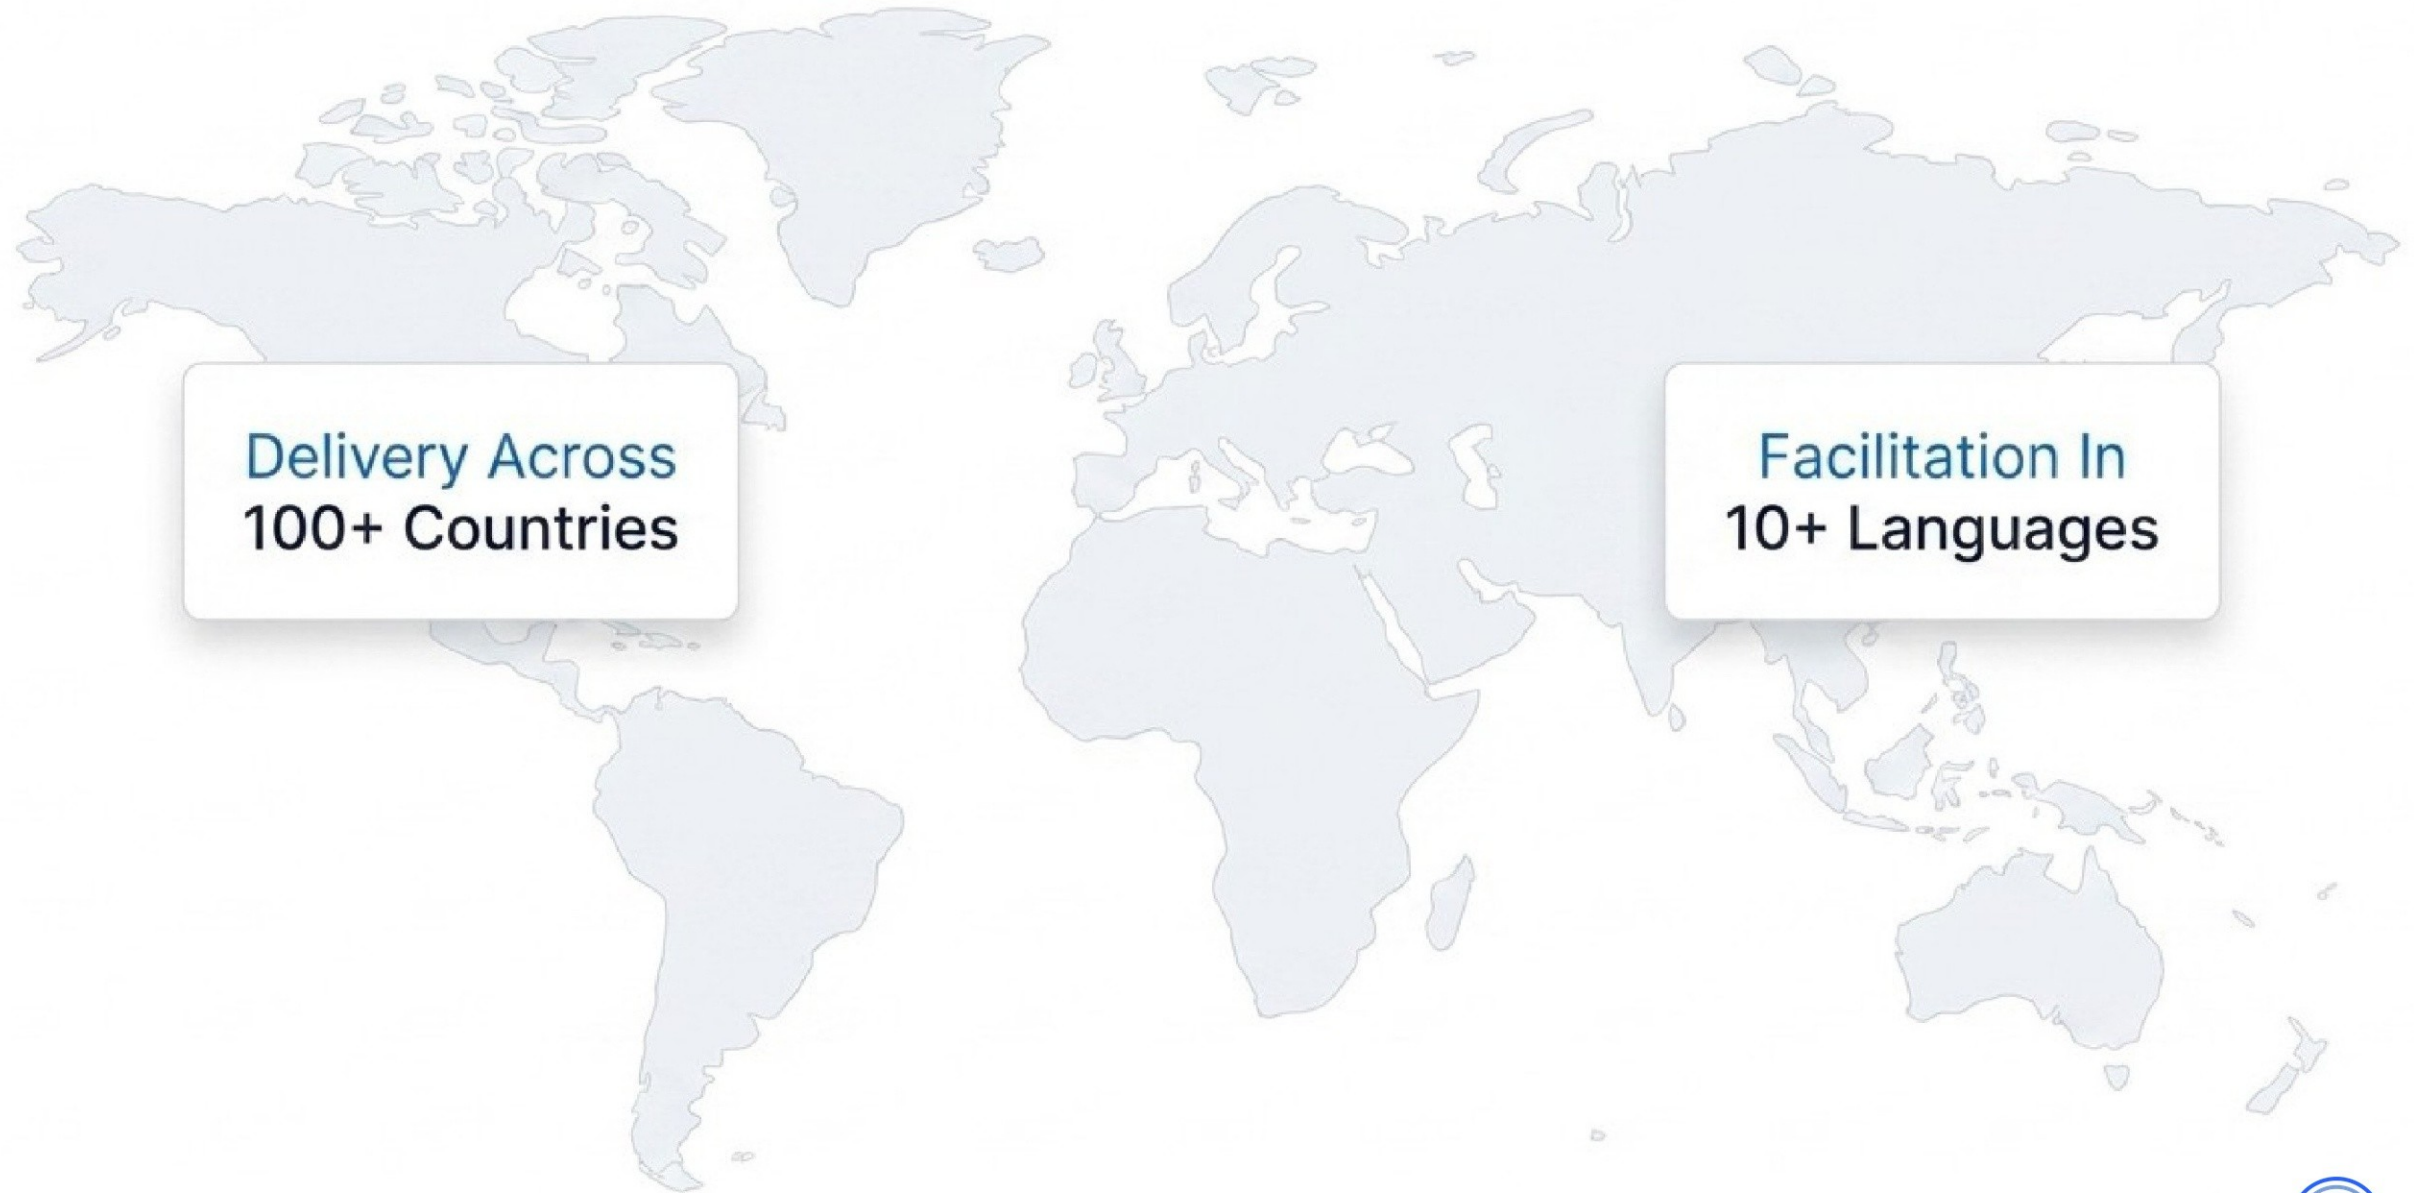 Delivery Across
100+ Countries
Facilitation In
10+ Languages